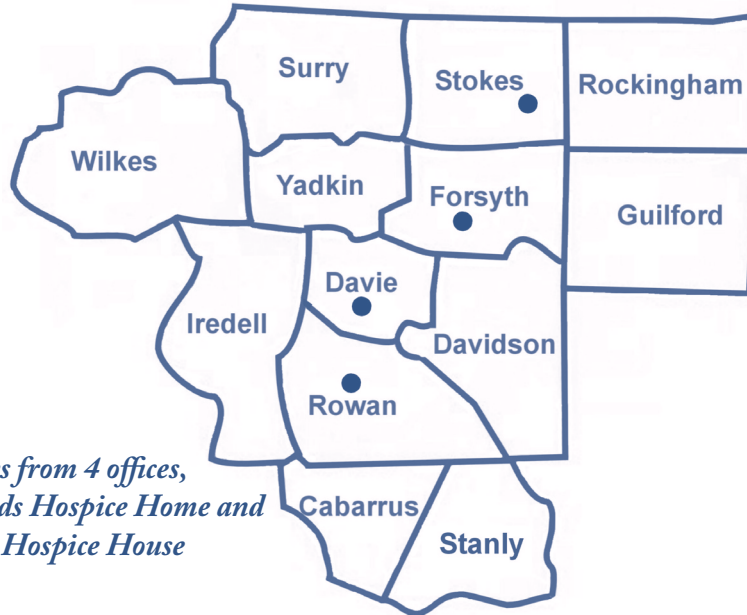 Surry
Stokes
Rockingham
Wilkes
Yadkin
Forsyth
Guilford
Davie
Iredell
Davidson
Rowan
from 4 offices,
Hospice Home and
Cabarrus
Hospice House
Stanly